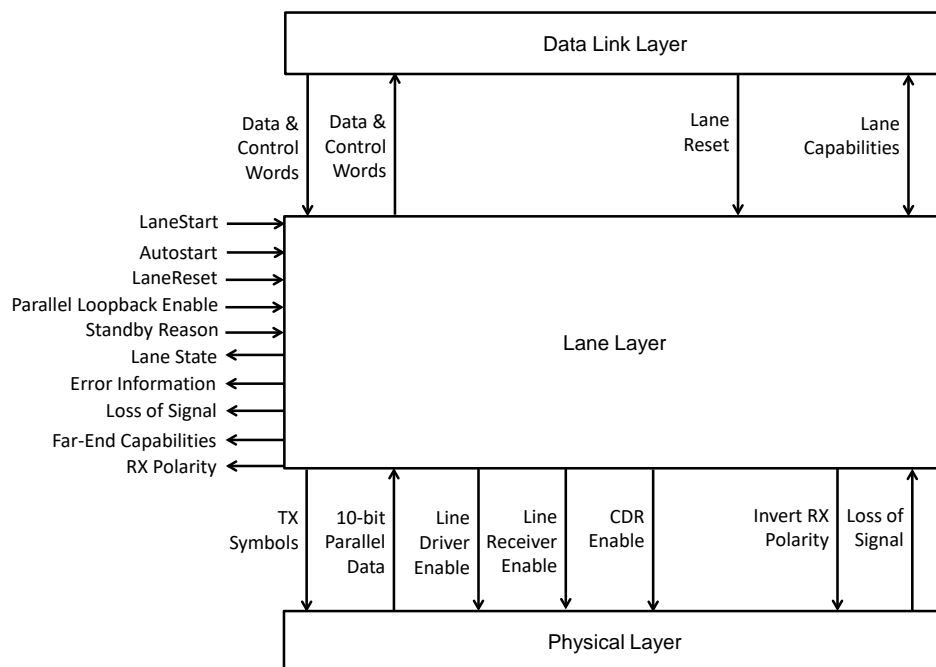 Data Link Layer
Data &
Control
Words
Data &
Control
Words
Lane
Reset
Lane
Capabilities
LaneStart
Autostart
LaneReset
Parallel Loopback Enable
Standby Reason
Lane State
Error Information
Loss of Signal
Far-End Capabilities
RX Polarity
Lane Layer
TX
Symbols
10-bit
Parallel
Data
Line
Driver
Enable
Line
Receiver
Enable
CDR
Enable
Invert RX
Polarity
Loss of
Signal
Physical Layer